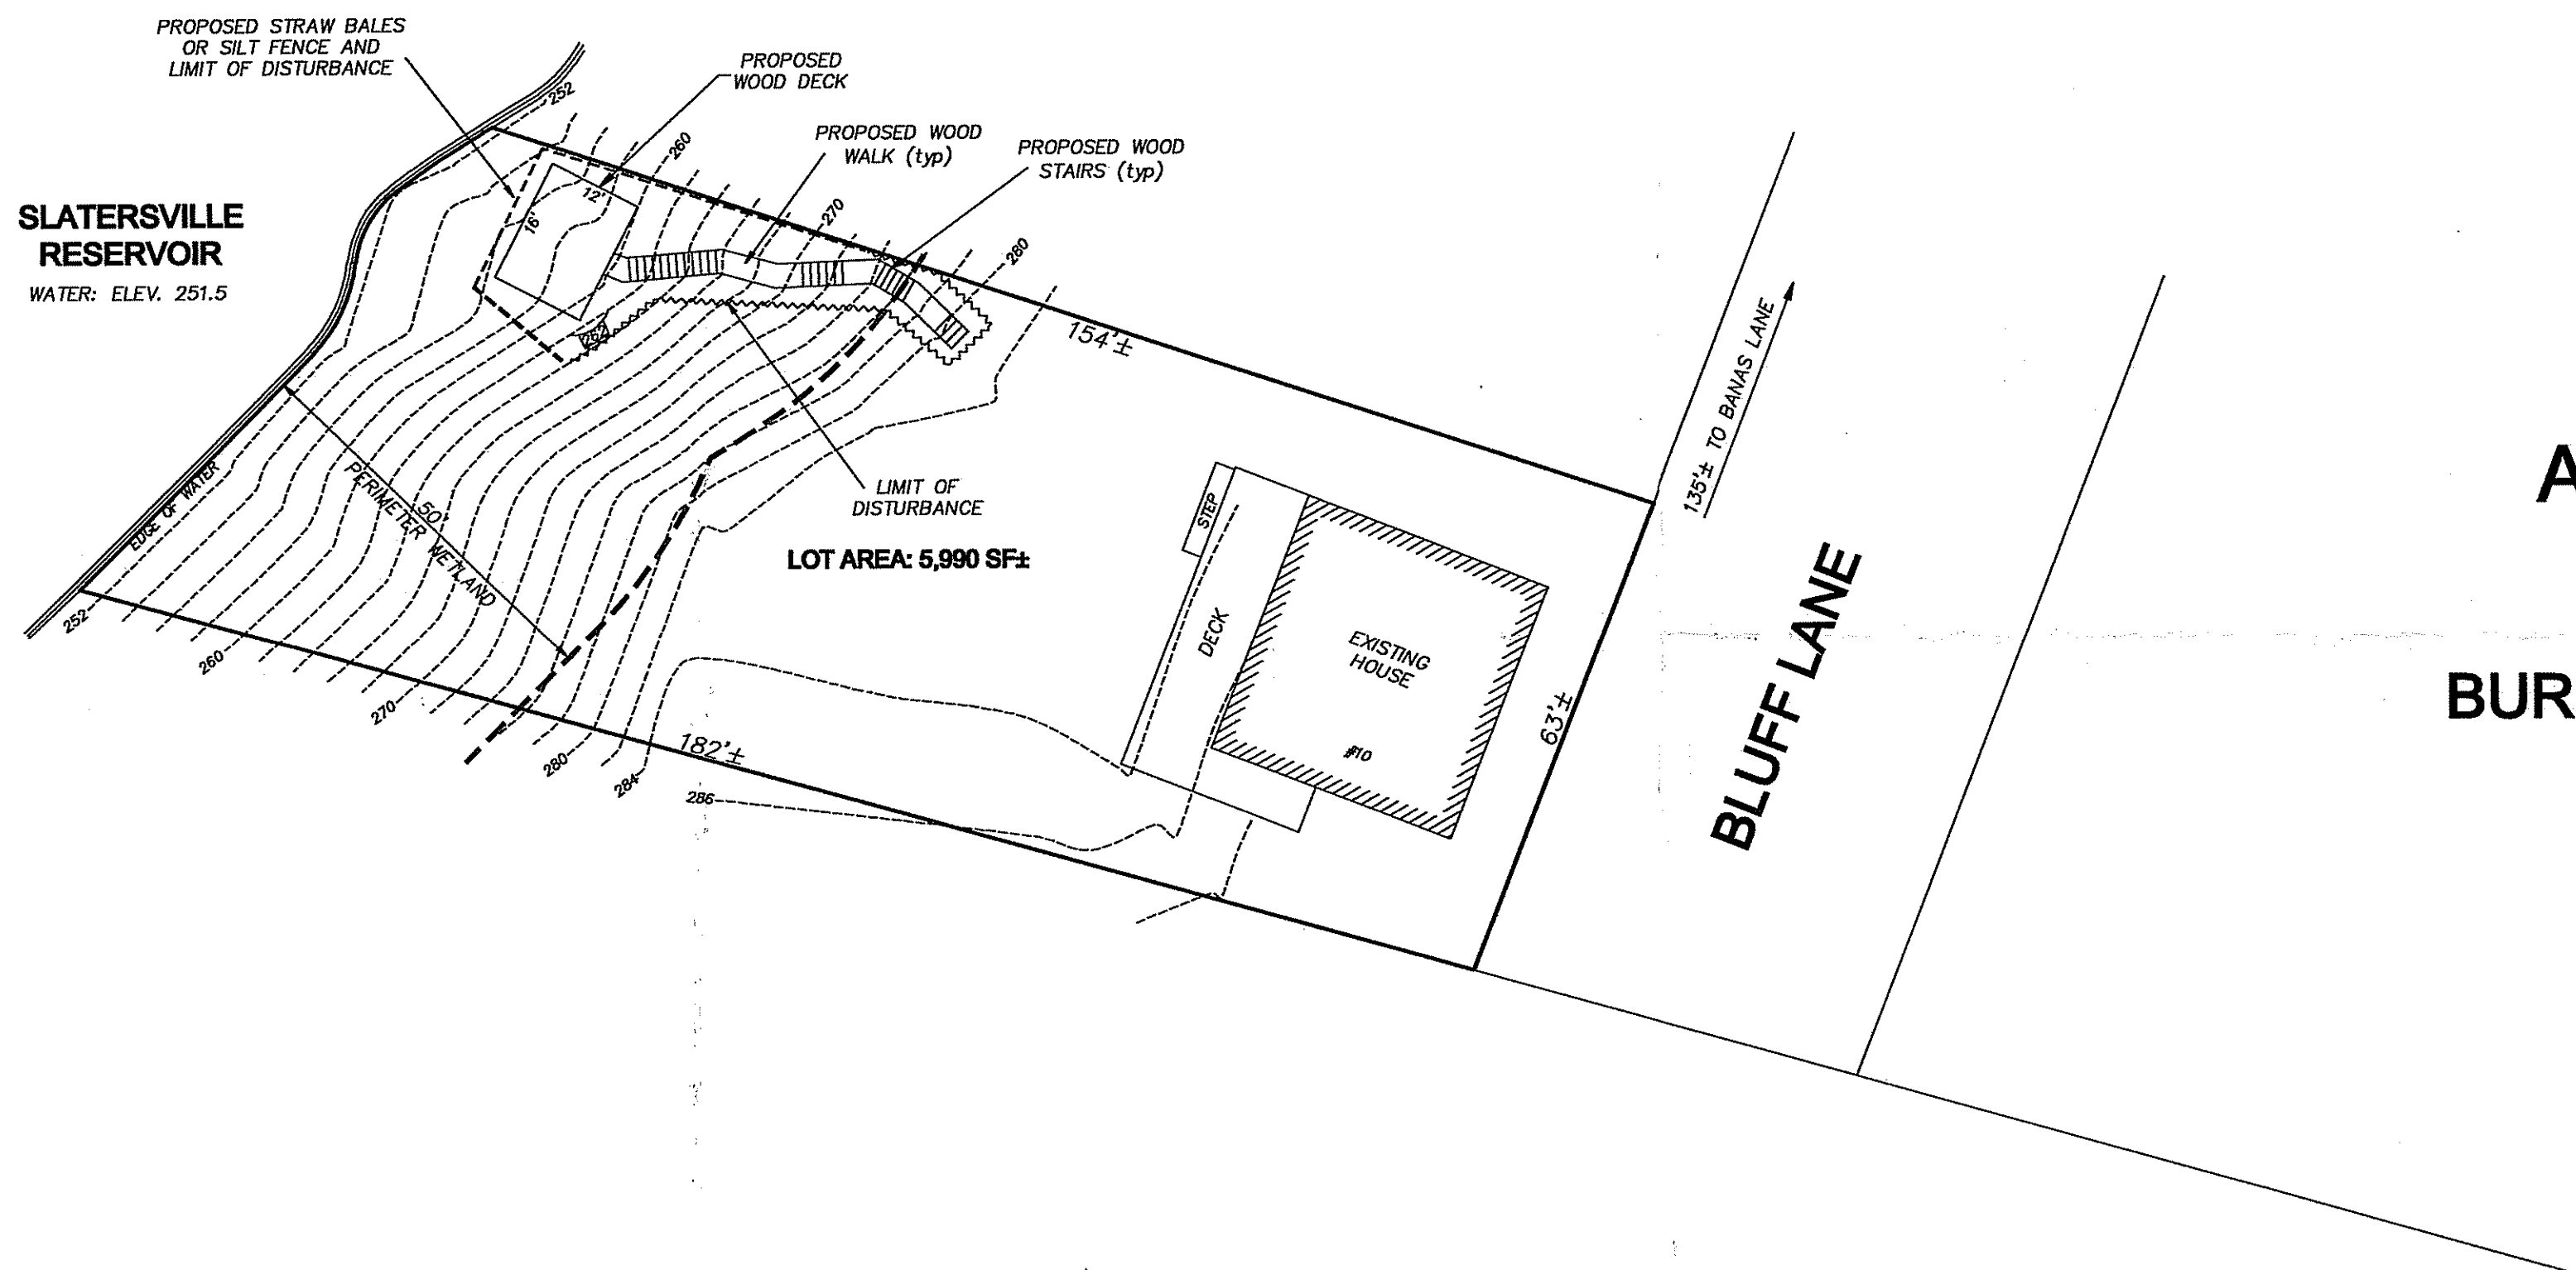 PROPOSED STRAW BALES
OR SILT FENCE AND
LIMIT OF DISTURBANCE
PROPOSED
WOOD DECK
PROPOSED WOOD
WALK (typ)
PROPOSED WOOD
STAIRS (typ)
252
260
270
280
12'
16'
SLATERSVILLE
RESERVOIR
WATER: ELEV. 251.5
262
154'±
135'± TO BANAS LANE
EDGE OF WATER
50'
PERIMETER WETLAND
LIMIT OF
DISTURBANCE
LOT AREA: 5,990 SF±
STEP
DECK
EXISTING
HOUSE
#10
63'±
BLUFF LANE
A
BUR
252
260
270
280
284
286
182'±